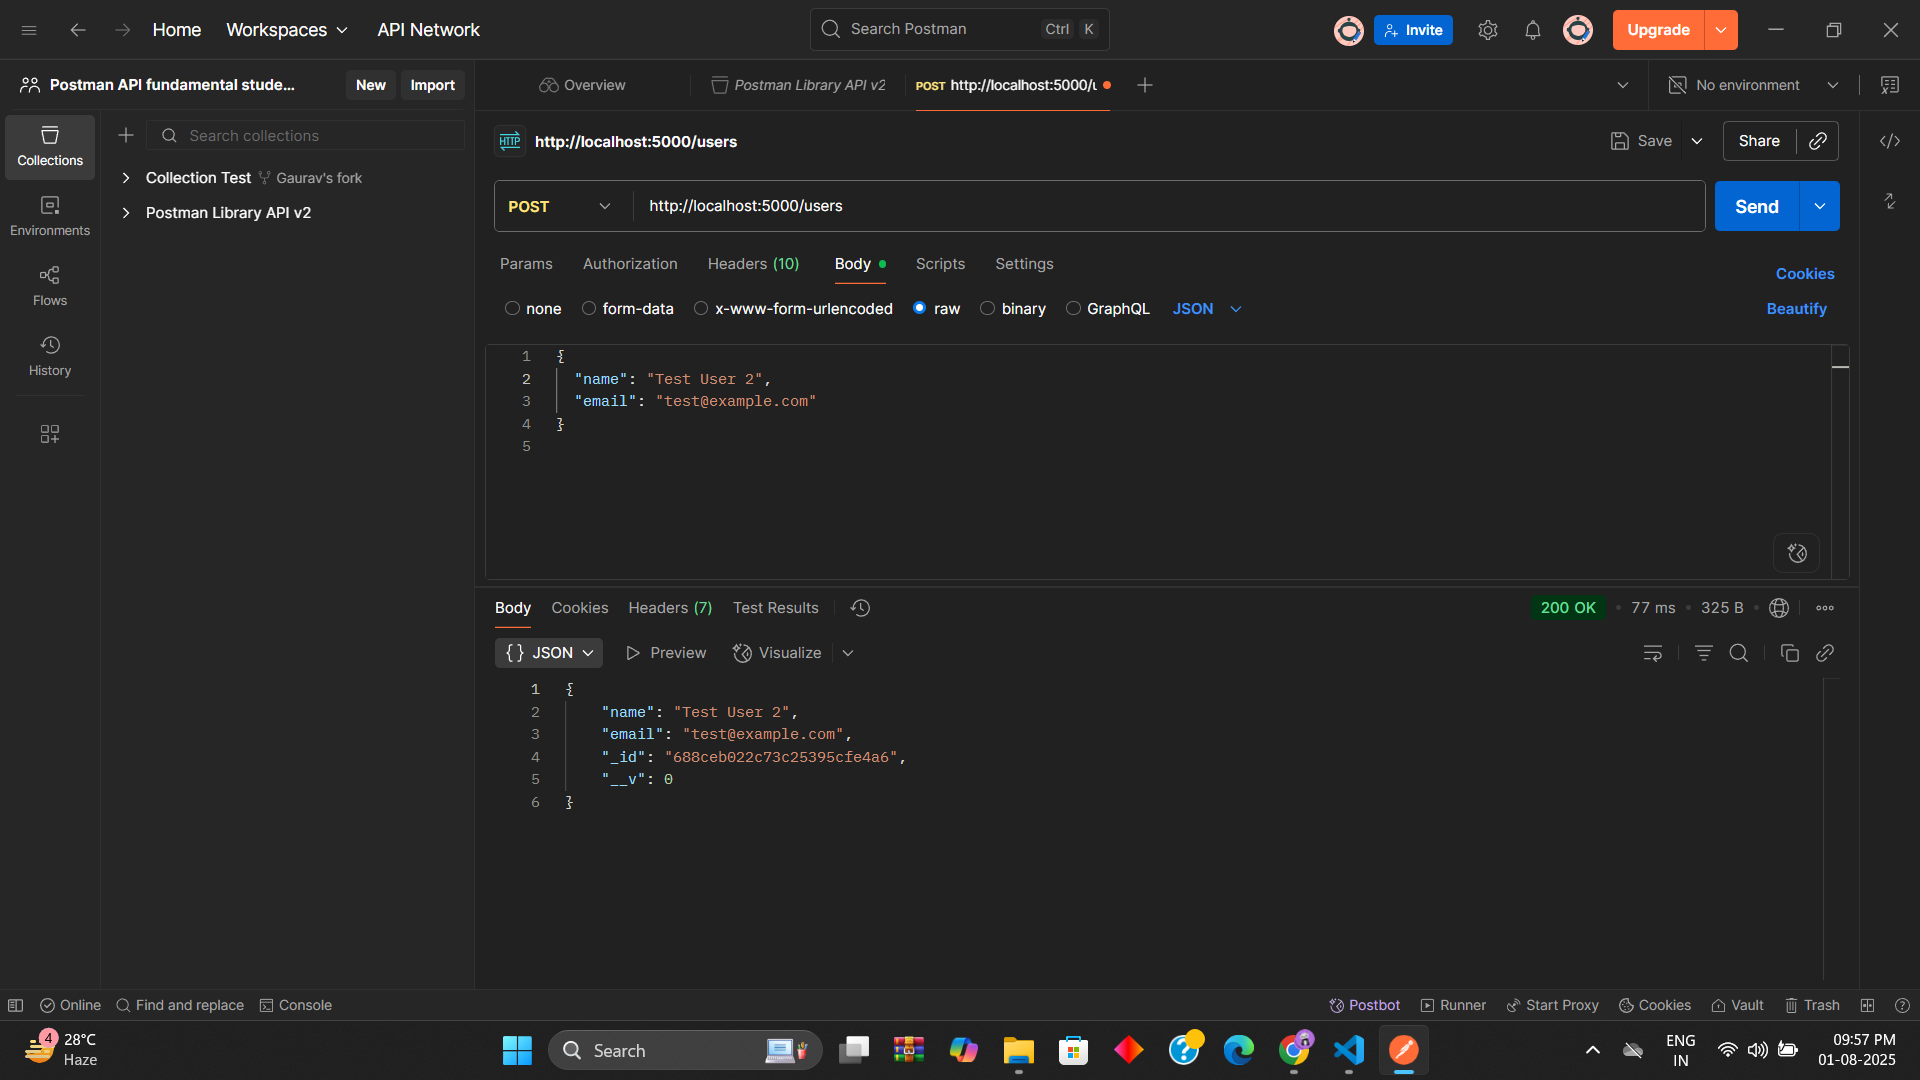 Home Workspaces API Network Search Postman Ctrl K Invite Upgrade
Postman API fundamental stude... New Import Overview Postman Library API v2 POST http://localhost:5000/u No environment
Collections
Environments
Flows
History
Search collections
Collection Test Gaurav's fork
Postman Library API v2
HTTP http://localhost:5000/users Save Share
POST http://localhost:5000/users Send
Params Authorization Headers (10) Body Scripts Settings Cookies
none form-data x-www-form-urlencoded raw binary GraphQL JSON Beautify
1 {
2 "name": "Test User 2",
3 "email": "test@example.com"
4 }
5
Body Cookies Headers (7) Test Results 200 OK • 77 ms • 325 B
{} JSON Preview Visualize
1 {
2 "name": "Test User 2",
3 "email": "test@example.com",
4 "_id": "688ceb022c73c25395cfe4a6",
5 "__v": 0
6 }
Online Find and replace Console Postbot Runner Start Proxy Cookies Vault Trash
4 28°C
Haze
Search
ENG
IN
09:57 PM
01-08-2025